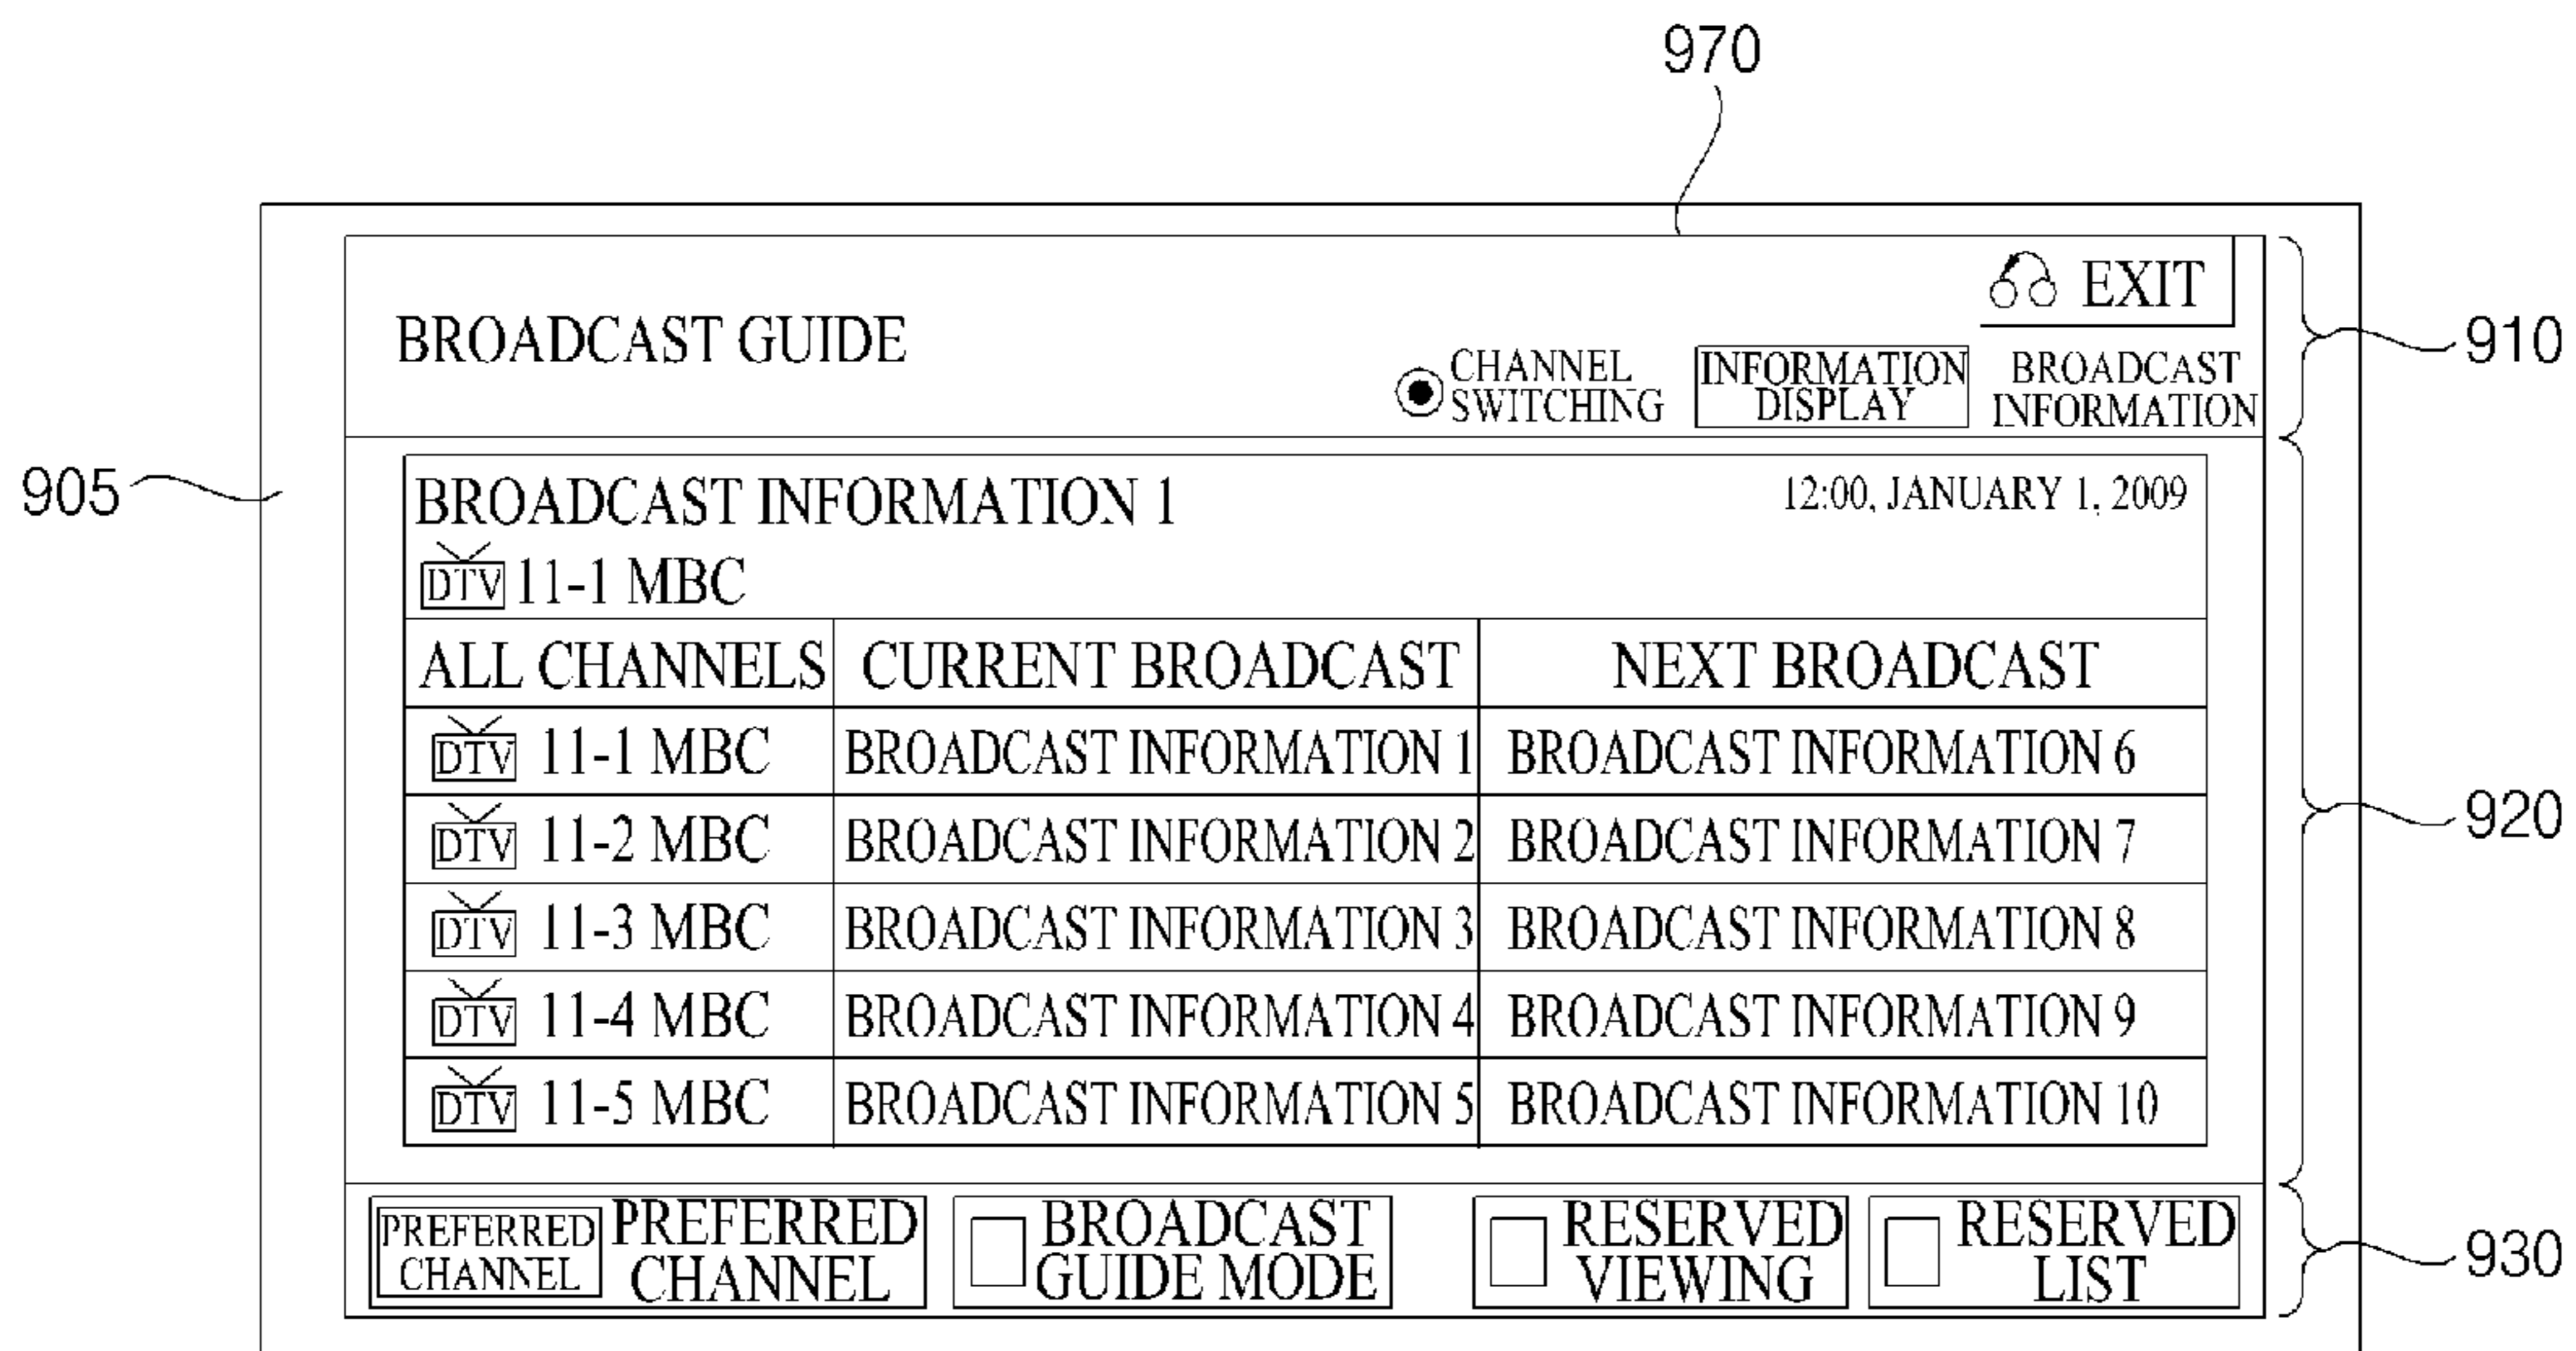 970
EXIT
BROADCAST GUIDE
CHANNEL
SWITCHING
INFORMATION
DISPLAY
BROADCAST
INFORMATION
910
905
BROADCAST INFORMATION 1
12:00, JANUARY 1, 2009
DTV 11-1 MBC
ALL CHANNELS CURRENT BROADCAST NEXT BROADCAST
DTV 11-1 MBC BROADCAST INFORMATION 1 BROADCAST INFORMATION 6
DTV 11-2 MBC BROADCAST INFORMATION 2 BROADCAST INFORMATION 7
920
DTV 11-3 MBC BROADCAST INFORMATION 3 BROADCAST INFORMATION 8
DTV 11-4 MBC BROADCAST INFORMATION 4 BROADCAST INFORMATION 9
DTV 11-5 MBC BROADCAST INFORMATION 5 BROADCAST INFORMATION 10
PREFERRED
CHANNEL
PREFERRED
CHANNEL
BROADCAST
GUIDE MODE
RESERVED
VIEWING
RESERVED
LIST
930